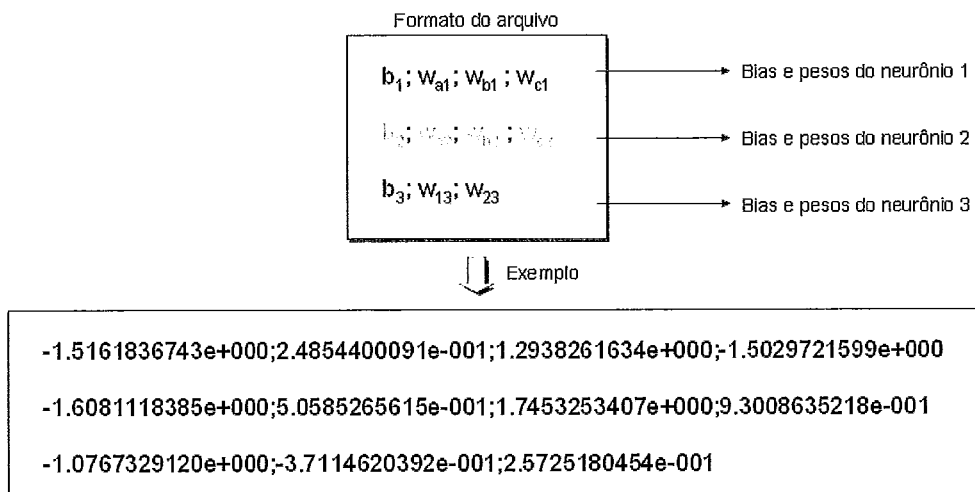 Formato do arquivo
b1; wa1; wb1 ; wc1
Bias e pesos do neurônio 1
Bias e pesos do neurônio 2
b3; w13; w23
Bias e pesos do neurônio 3
Exemplo
-1.5161836743e+000;2.4854400091e-001;1.2938261634e+000;-1.5029721599e+000
-1.6081118385e+000;5.0585265615e-001;1.7453253407e+000;9.3008635218e-001
-1.0767329120e+000;-3.7114620392e-001;2.5725180454e-001